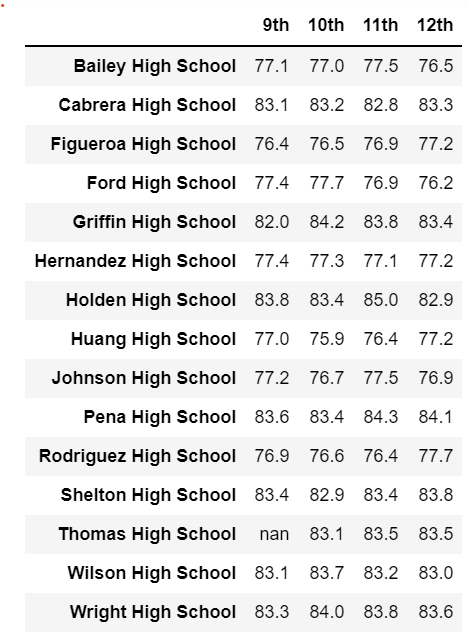 9th 10th 11th 12th
Bailey High School 77.1 77.0 77.5 76.5
Cabrera High School 83.1 83.2 82.8 83.3
Figueroa High School 76.4 76.5 76.9 77.2
Ford High School 77.4 77.7 76.9 76.2
Griffin High School 82.0 84.2 83.8 83.4
Hernandez High School 77.4 77.3 77.1 77.2
Holden High School 83.8 83.4 85.0 82.9
Huang High School 77.0 75.9 76.4 77.2
Johnson High School 77.2 76.7 77.5 76.9
Pena High School 83.6 83.4 84.3 84.1
Rodriguez High School 76.9 76.6 76.4 77.7
Shelton High School 83.4 82.9 83.4 83.8
Thomas High School nan 83.1 83.5 83.5
Wilson High School 83.1 83.7 83.2 83.0
Wright High School 83.3 84.0 83.8 83.6